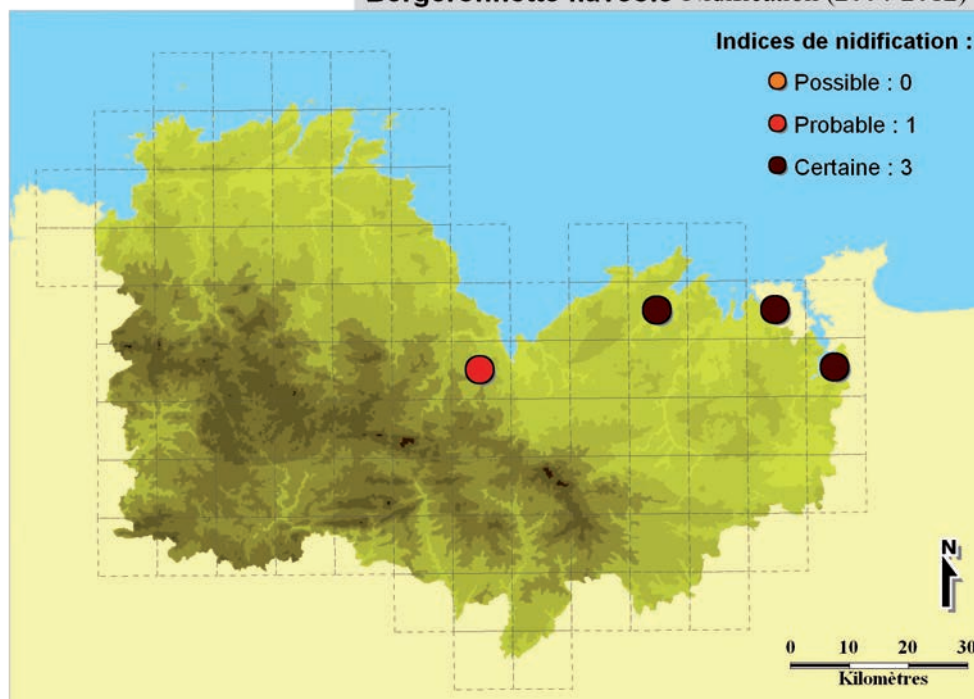 Indices de nidification :
Possible : 0
Probable : 1
Certaine : 3
N
0 10 20 30
Kilomètres